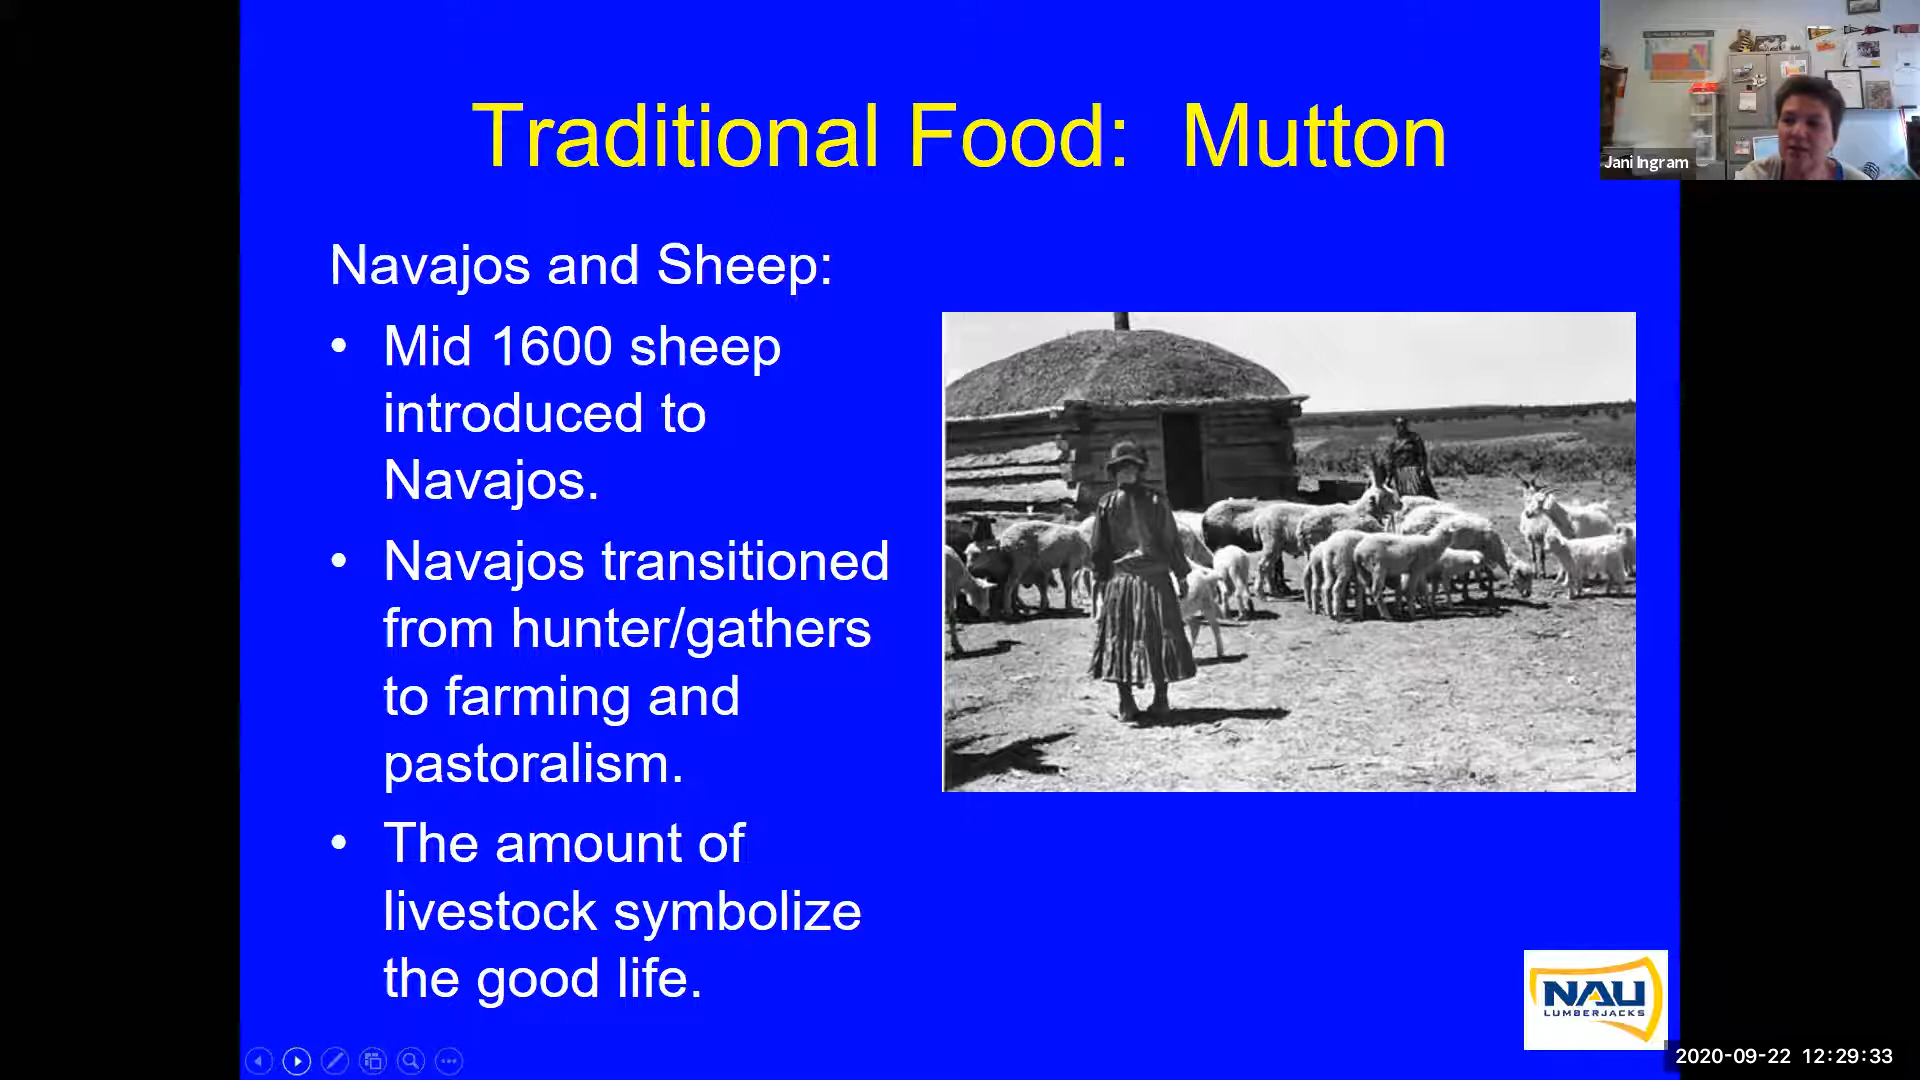 Traditional Food: Mutton
Jani Ingram
Navajos and Sheep:
• Mid 1600 sheep
introduced to
Navajos.
• Navajos transitioned
from hunter/gathers
to farming and
pastoralism.
• The amount of
livestock symbolize
the good life.
NAU
LUMBERJACKS
2020-09-22 12:29:33